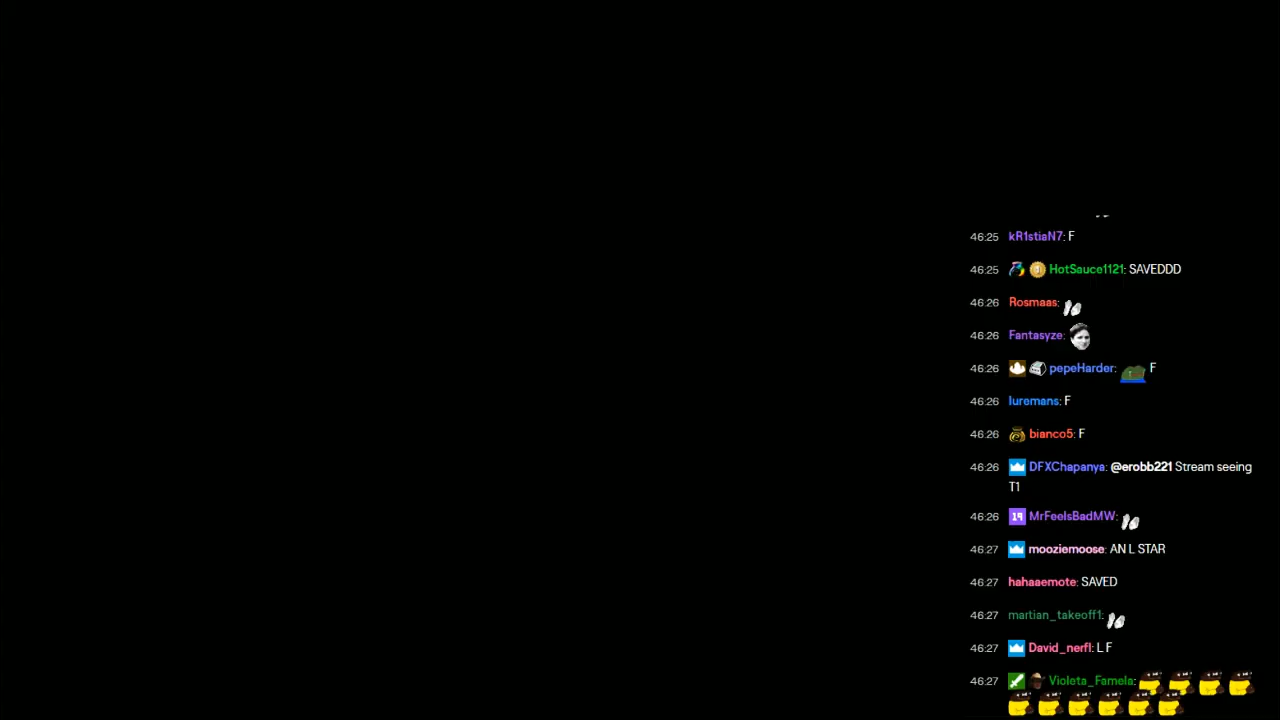 46:25 kR1stiaN7: F
46:25 HotSauce1121: SAVEDDD
46:26 Rosmaas:
46:26 Fantasyze:
46:26 pepeHarder: F
46:26 luremans: F
46:26 bianco5: F
46:26 DFXChapanya: @erobb221 Stream seeing
T1
46:26 19 MrFeelsBadMW:
46:27 mooziemoose: AN L STAR
46:27 hahaaemote: SAVED
46:27 martian_takeoff1:
46:27 David_nerfl: L F
46:27 Violeta_Famela: